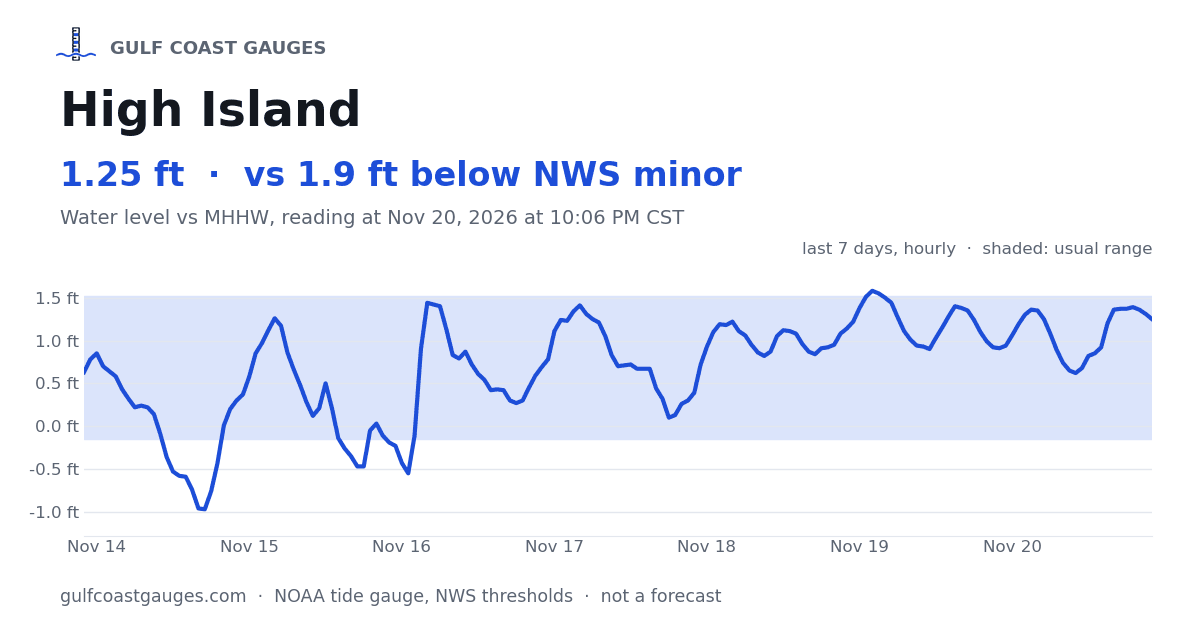 GULF COAST GAUGES
High Island
1.25 ft · vs 1.9 ft below NWS minor
Water level vs MHHW, reading at Nov 20, 2026 at 10:06 PM CST
last 7 days, hourly · shaded: usual range
1.5 ft
1.0 ft
0.5 ft
0.0 ft
-0.5 ft
-1.0 ft
Nov 14 Nov 15 Nov 16 Nov 17 Nov 18 Nov 19 Nov 20
gulfcoastgauges.com · NOAA tide gauge, NWS thresholds · not a forecast